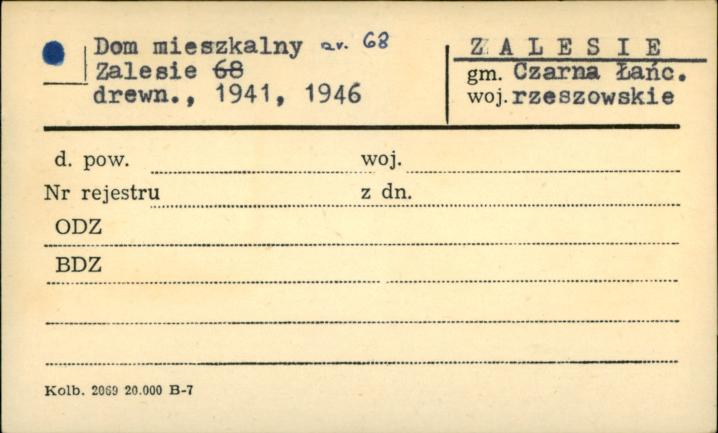 Dom mieszkalny nr. 68
Zalesie 68
drewn., 1941, 1946
ZALESIE
gm. Czarna Łańc.
woj. rzeszowskie
d. pow. woj.
Nr rejestru z dn.
ODZ
BDZ
Kolb. 2069 20.000 B-7